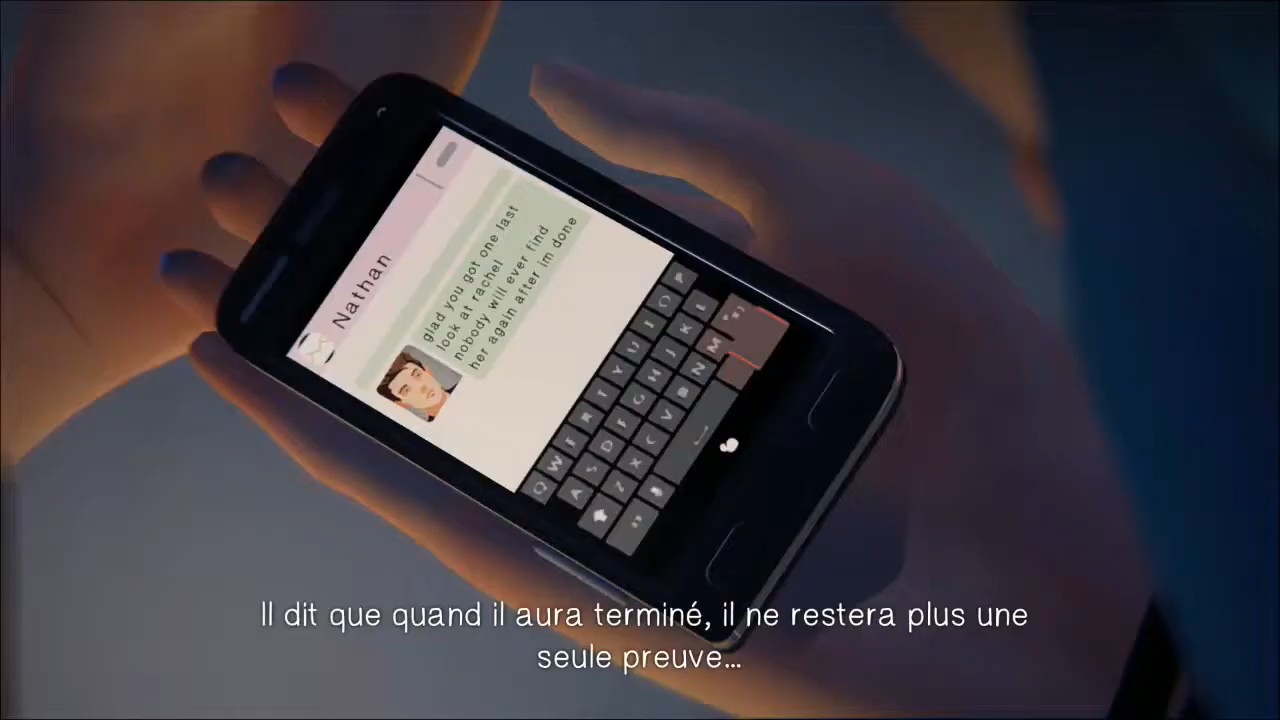 Nathan
glad you got one last
look at rachel
nobody will ever find
her again after im done
Q W E R T Y U I O P
A S D F G H J K L
Z X C V B N M
Il dit que quand il aura terminé, il ne restera plus une
seule preuve...